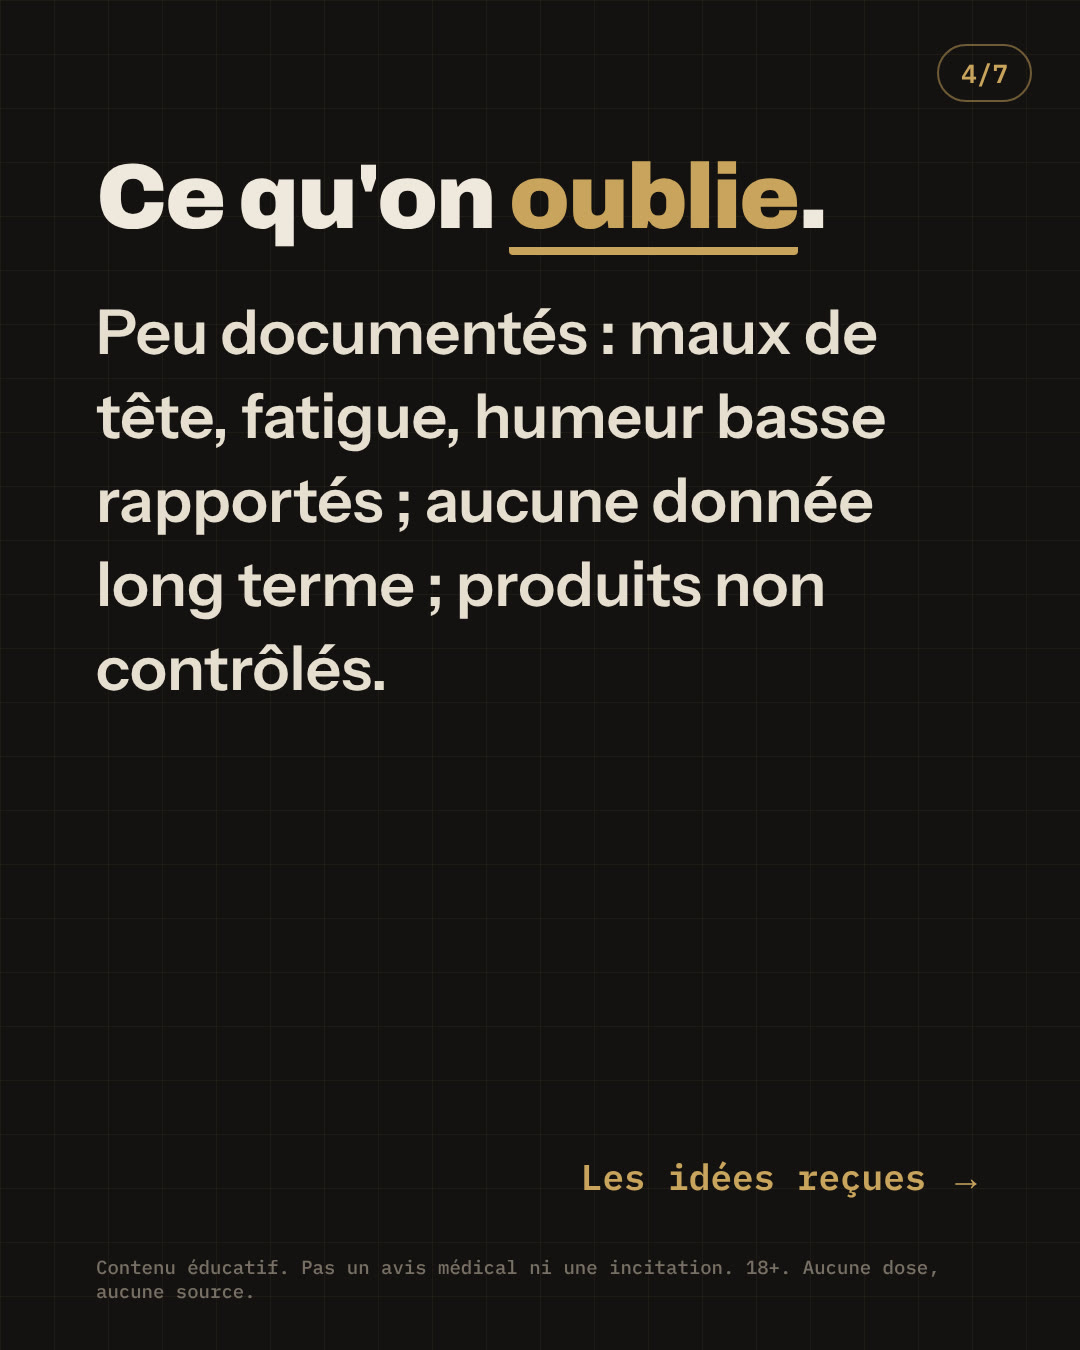 4/7
Ce qu'on oublie.
Peu documentés : maux de
tête, fatigue, humeur basse
rapportés ; aucune donnée
long terme ; produits non
contrôlés.
Les idées reçues →
Contenu éducatif. Pas un avis médical ni une incitation. 18+. Aucune dose,
aucune source.